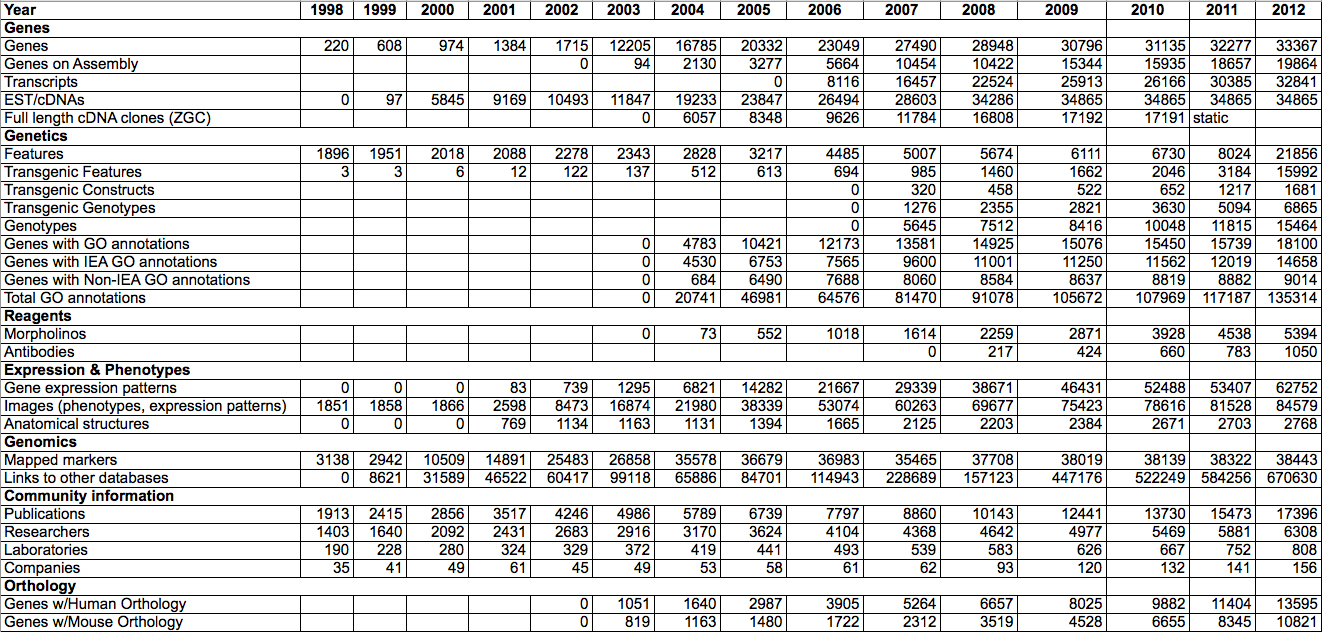 Year 1998 1999 2000 2001 2002 2003 2004 2005 2006 2007 2008 2009 2010 2011 2012
Genes
Genes 220 608 974 1384 1715 12205 16785 20332 23049 27490 28948 30796 31135 32277 33367
Genes on Assembly 0 94 2130 3277 5664 10454 10422 15344 15935 18657 19864
Transcripts 0 8116 16457 22524 25913 26166 30385 32841
EST/cDNAs 0 97 5845 9169 10493 11847 19233 23847 26494 28603 34286 34865 34865 34865 34865
Full length cDNA clones (ZGC) 0 6057 8348 9626 11784 16808 17192 17191 static
Genetics
Features 1896 1951 2018 2088 2278 2343 2828 3217 4485 5007 5674 6111 6730 8024 21856
Transgenic Features 3 3 6 12 122 137 512 613 694 985 1460 1662 2046 3184 15992
Transgenic Constructs 0 320 458 522 652 1217 1681
Transgenic Genotypes 0 1276 2355 2821 3630 5094 6865
Genotypes 0 5645 7512 8416 10048 11815 15464
Genes with GO annotations 0 4783 10421 12173 13581 14925 15076 15450 15739 18100
Genes with IEA GO annotations 0 4530 6753 7565 9600 11001 11250 11562 12019 14658
Genes with Non-IEA GO annotations 0 684 6490 7688 8060 8584 8637 8819 8882 9014
Total GO annotations 0 20741 46981 64576 81470 91078 105672 107969 117187 135314
Reagents
Morpholinos 0 73 552 1018 1614 2259 2871 3928 4538 5394
Antibodies 0 217 424 660 783 1050
Expression & Phenotypes
Gene expression patterns 0 0 0 83 739 1295 6821 14282 21667 29339 38671 46431 52488 53407 62752
Images (phenotypes, expression patterns) 1851 1858 1866 2598 8473 16874 21980 38339 53074 60263 69677 75423 78616 81528 84579
Anatomical structures 0 0 0 769 1134 1163 1131 1394 1665 2125 2203 2384 2671 2703 2768
Genomics
Mapped markers 3138 2942 10509 14891 25483 26858 35578 36679 36983 35465 37708 38019 38139 38322 38443
Links to other databases 0 8621 31589 46522 60417 99118 65886 84701 114943 228689 157123 447176 522249 584256 670630
Community information
Publications 1913 2415 2856 3517 4246 4986 5789 6739 7797 8860 10143 12441 13730 15473 17396
Researchers 1403 1640 2092 2431 2683 2916 3170 3624 4104 4368 4642 4977 5469 5881 6308
Laboratories 190 228 280 324 329 372 419 441 493 539 583 626 667 752 808
Companies 35 41 49 61 45 49 53 58 61 62 93 120 132 141 156
Orthology
Genes w/Human Orthology 0 1051 1640 2987 3905 5264 6657 8025 9882 11404 13595
Genes w/Mouse Orthology 0 819 1163 1480 1722 2312 3519 4528 6655 8345 10821